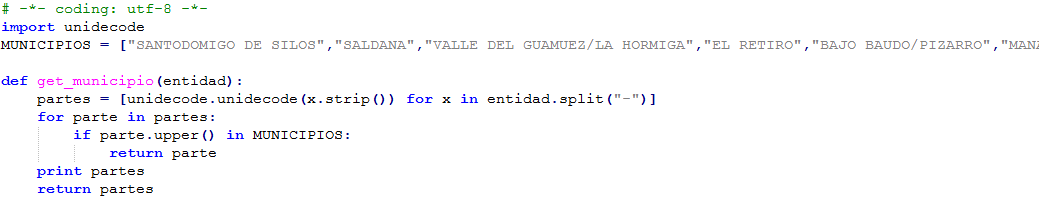 # -*- coding: utf-8 -*-
import unidecode
MUNICIPIOS = ["SANTODOMIGO DE SILOS","SALDANA","VALLE DEL GUAMUEZ/LA HORMIGA","EL RETIRO","BAJO BAUDO/PIZARRO","MANZ
def get_municipio(entidad):
    partes = [unidecode.unidecode(x.strip()) for x in entidad.split("-")]
    for parte in partes:
        if parte.upper() in MUNICIPIOS:
            return parte
    print partes
    return partes